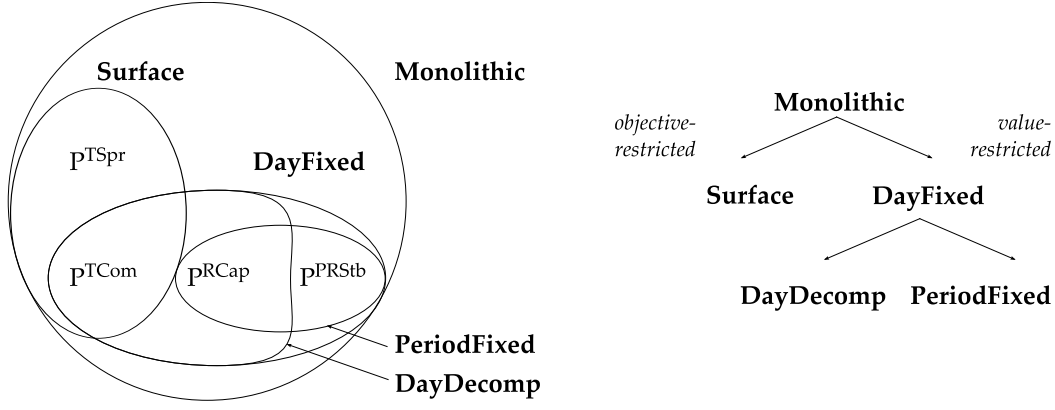 Surface
Monolithic
P^TSpr
DayFixed
P^TCom
P^RCap
P^PRStb
PeriodFixed
DayDecomp
Monolithic
objective-
restricted
value-
restricted
Surface
DayFixed
DayDecomp
PeriodFixed